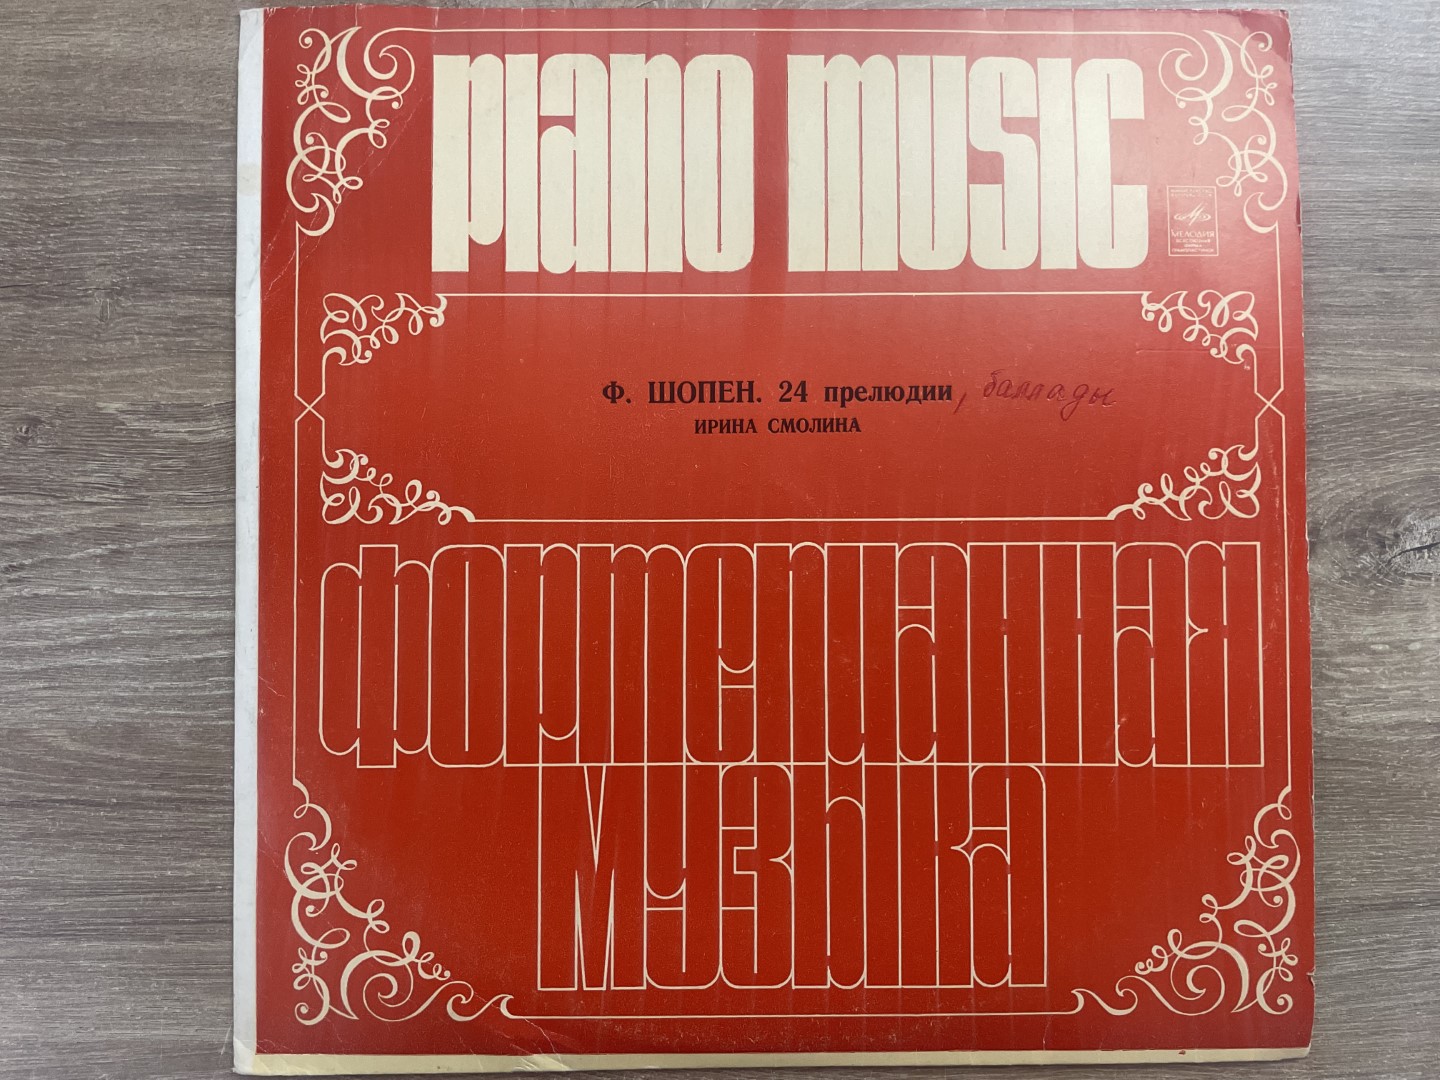 PIANO MUSIC
МЕЛОДИЯ
Ф. ШОПЕН. 24 прелюдии, баллады
ИРИНА СМОЛИНА
ФОРТЕПИАННАЯ
МУЗЫКА